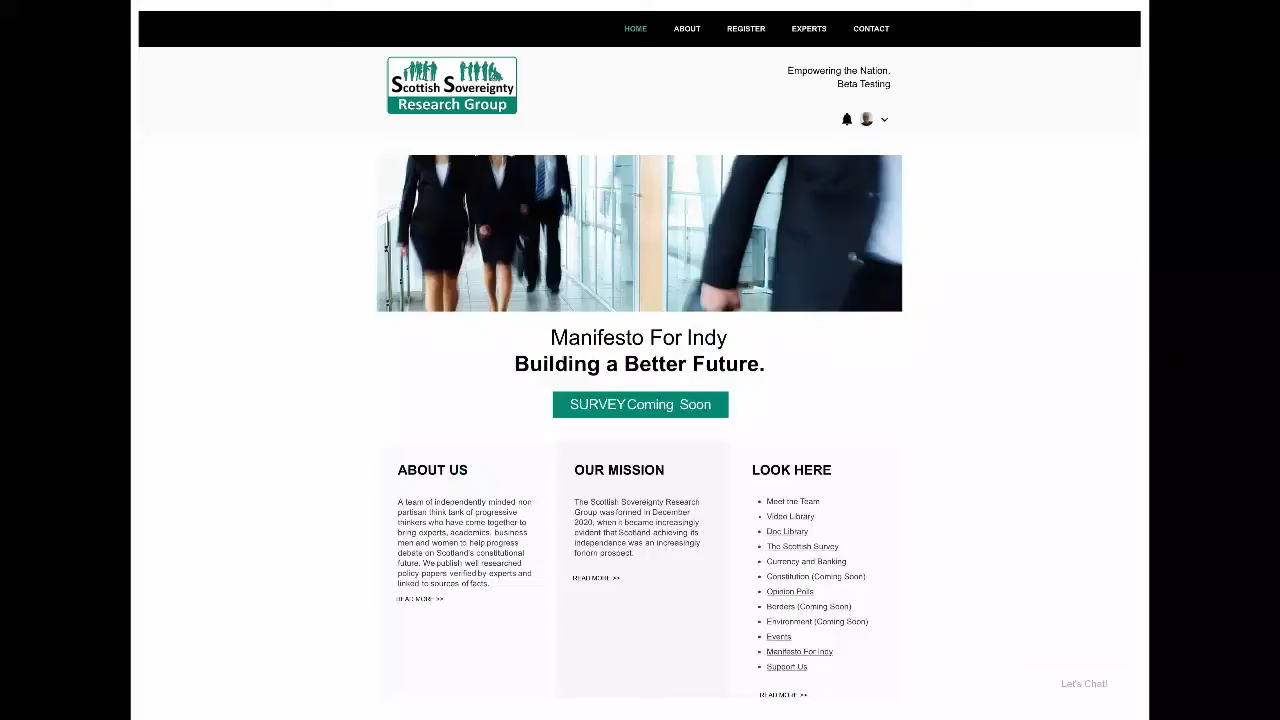 HOME ABOUT REGISTER EXPERTS CONTACT
Scottish Sovereignty
Research Group
Empowering the Nation.
Beta Testing
Manifesto For Indy
Building a Better Future.
SURVEY Coming Soon
ABOUT US
A team of independently minded non
partisan think tank of progressive
thinkers who have come together to
bring experts, academics, business
men and women to help progress
debate on Scotland's constitutional
future. We publish well researched
policy papers verified by experts and
linked to sources of facts.
READ MORE >>
OUR MISSION
The Scottish Sovereignty Research
Group was formed in December
2020, when it became increasingly
evident that Scotland achieving its
independence was an increasingly
forlorn prospect.
READ MORE >>
LOOK HERE
• Meet the Team
• Video Library
• Doc Library
• The Scottish Survey
• Currency and Banking
• Constitution (Coming Soon)
• Opinion Polls
• Borders (Coming Soon)
• Environment (Coming Soon)
• Events
• Manifesto For Indy
• Support Us
READ MORE >>
Let's Chat!